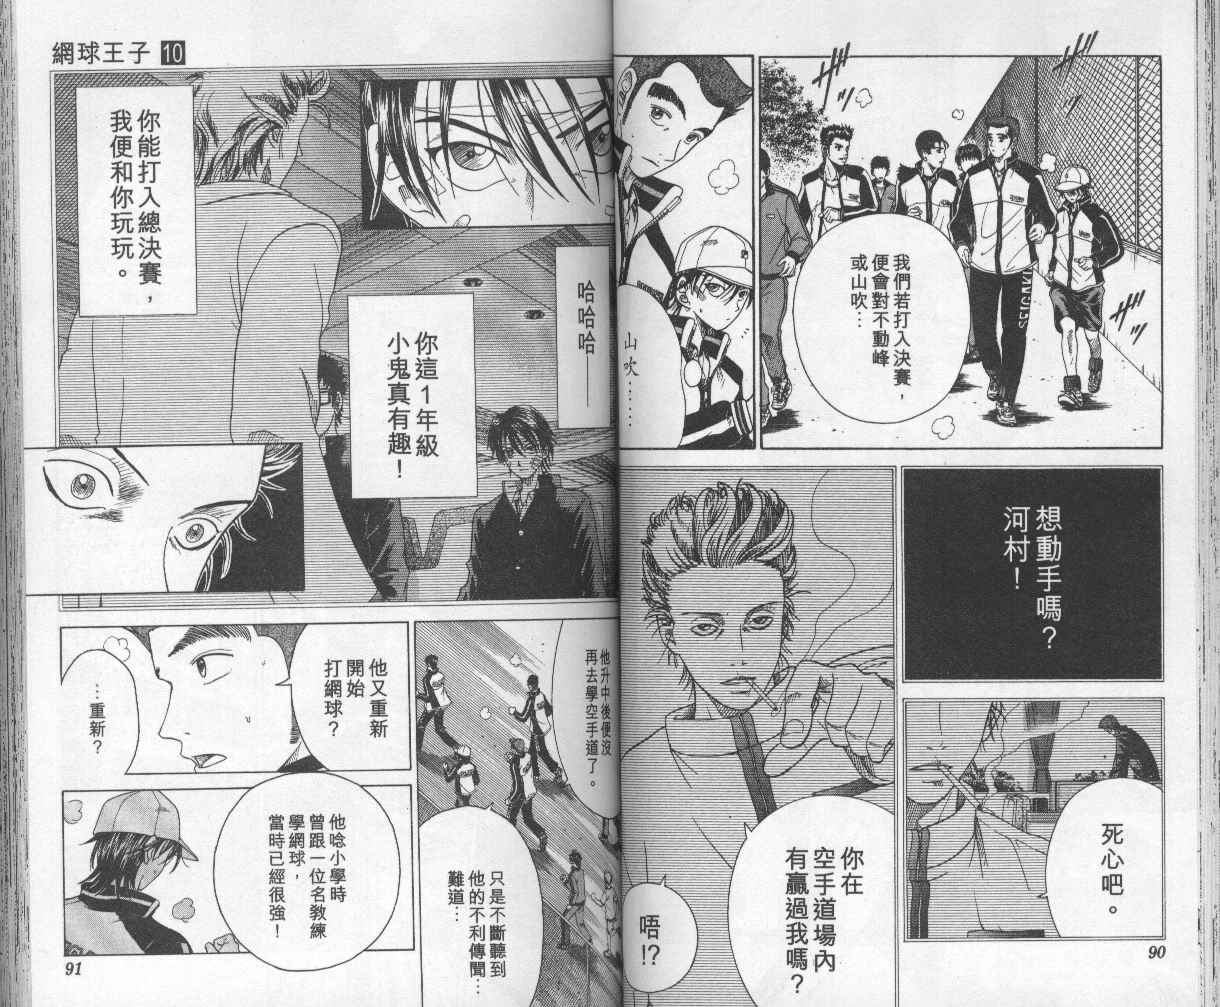 我們若打入決賽，
便會對不動峰
或山吹…
SEIGAKU
山吹……
想動手嗎？
河村！
死心吧。
你在
空手道場內
有贏過我嗎？
唔!?
90
網球王子 10
哈哈哈——
你這1年級
小鬼真有趣！
你能打入總決賽，
我便和你玩玩。
他升中後便沒
再去學空手道了。
只是不斷聽到
他的不利傳聞…
難道…
他又重新
開始
打網球？
…重新？
他唸小學時
曾跟一位名教練
學網球，
當時已經很強！
91